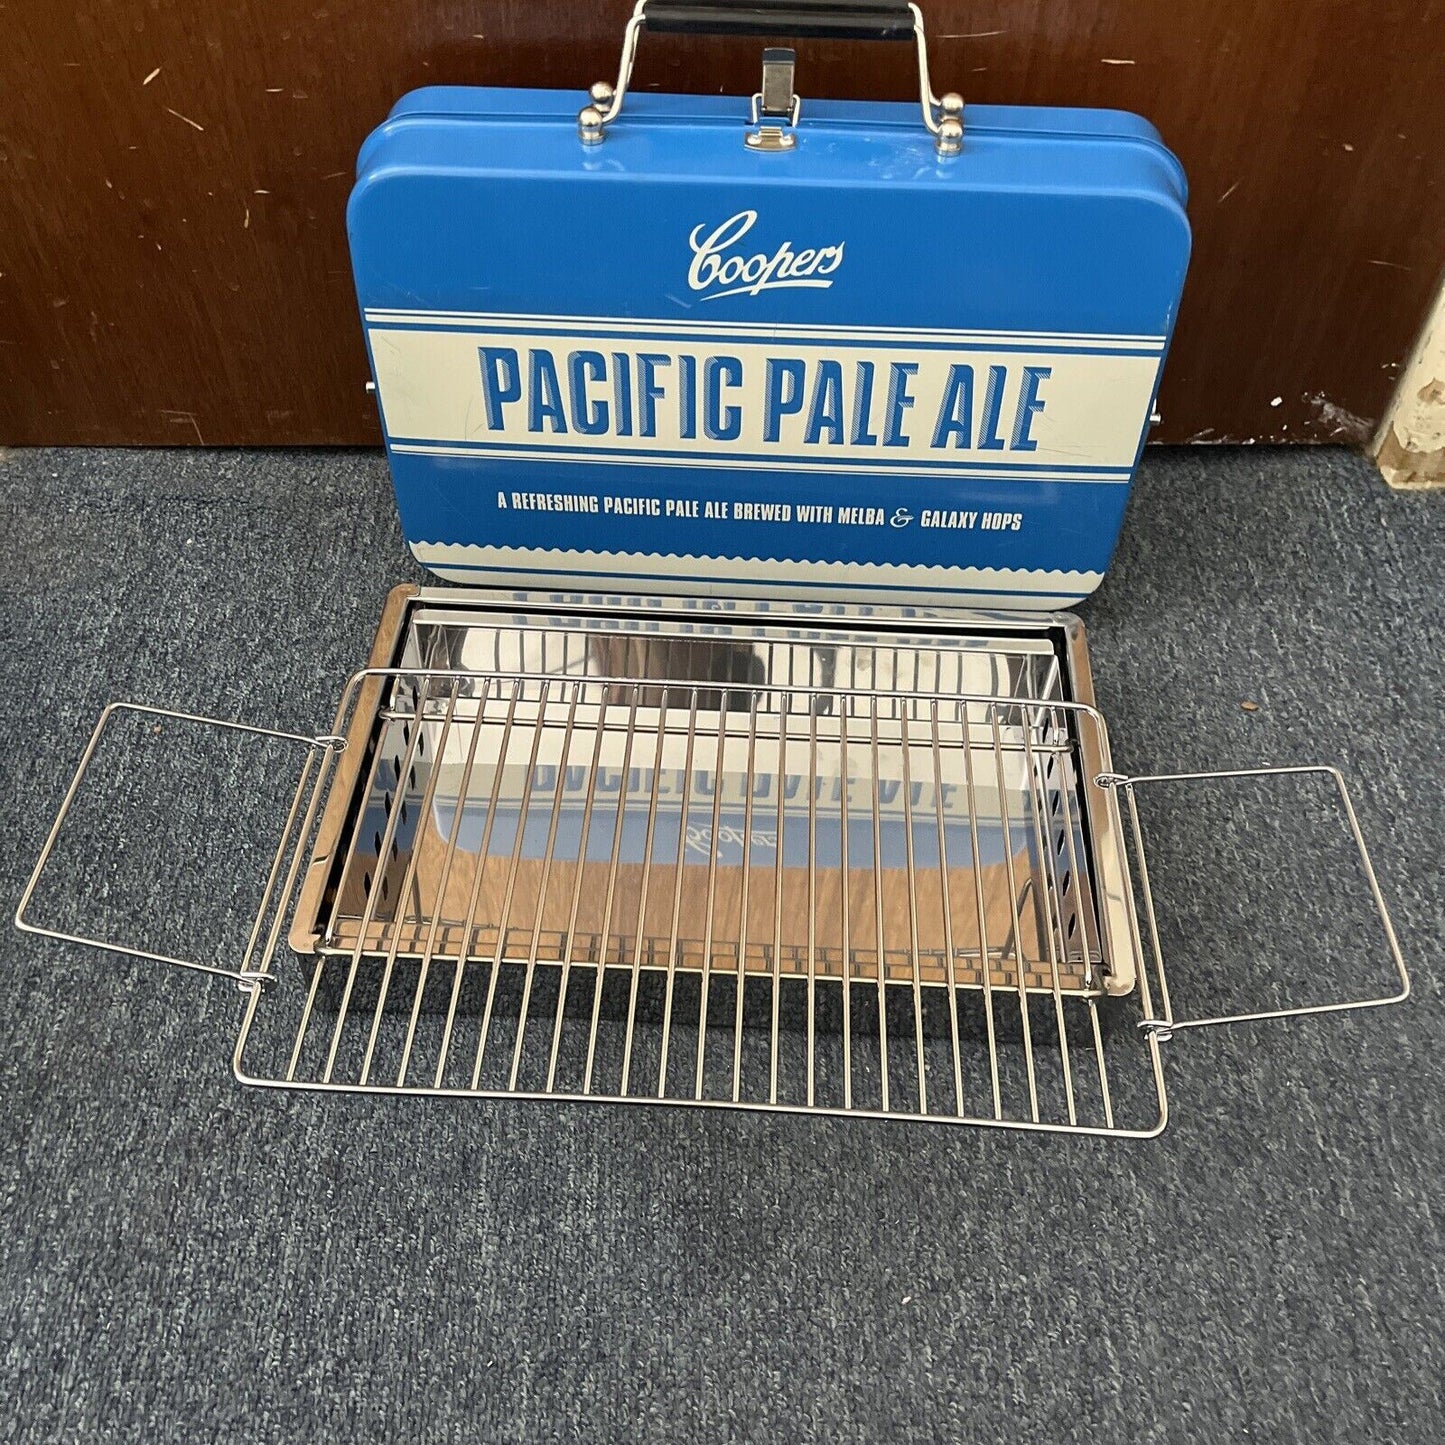 Coopers
PACIFIC PALE ALE
A REFRESHING PACIFIC PALE ALE BREWED WITH MELBA & GALAXY HOPS